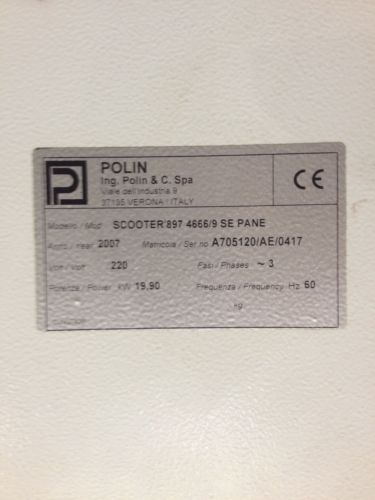 POLIN
Ing. Polin & C. Spa
Viale dell'Industria 9
37135 VERONA ITALY
CE
Modello / Mod SCOOTER'897 4666/9 SE PANE
Anno / Year 2007 Matricola / Ser.no A705120/AE/0417
Volt / Volt 220 Fasi / Phases ~ 3
Potenza / Power kW 19,90 Frequenza / Frequency Hz 60
kg